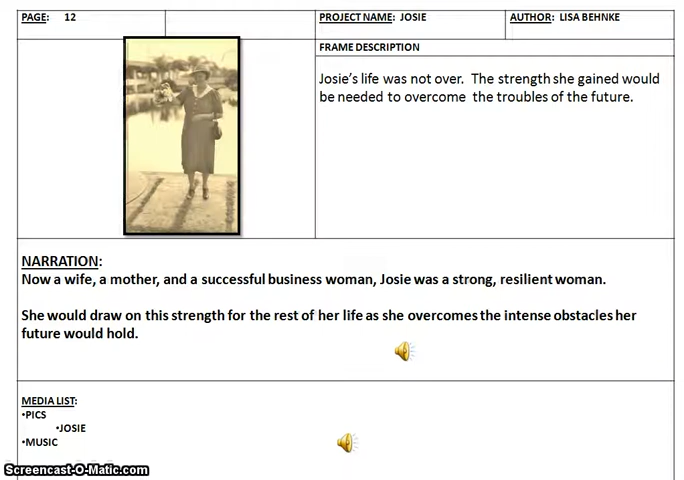 PAGE: 12
PROJECT NAME: JOSIE
AUTHOR: LISA BEHNKE
FRAME DESCRIPTION
Josie's life was not over. The strength she gained would
be needed to overcome the troubles of the future.
NARRATION:
Now a wife, a mother, and a successful business woman, Josie was a strong, resilient woman.
She would draw on this strength for the rest of her life as she overcomes the intense obstacles her
future would hold.
MEDIA LIST:
•PICS
•JOSIE
•MUSIC
Screencast-O-Matic.com